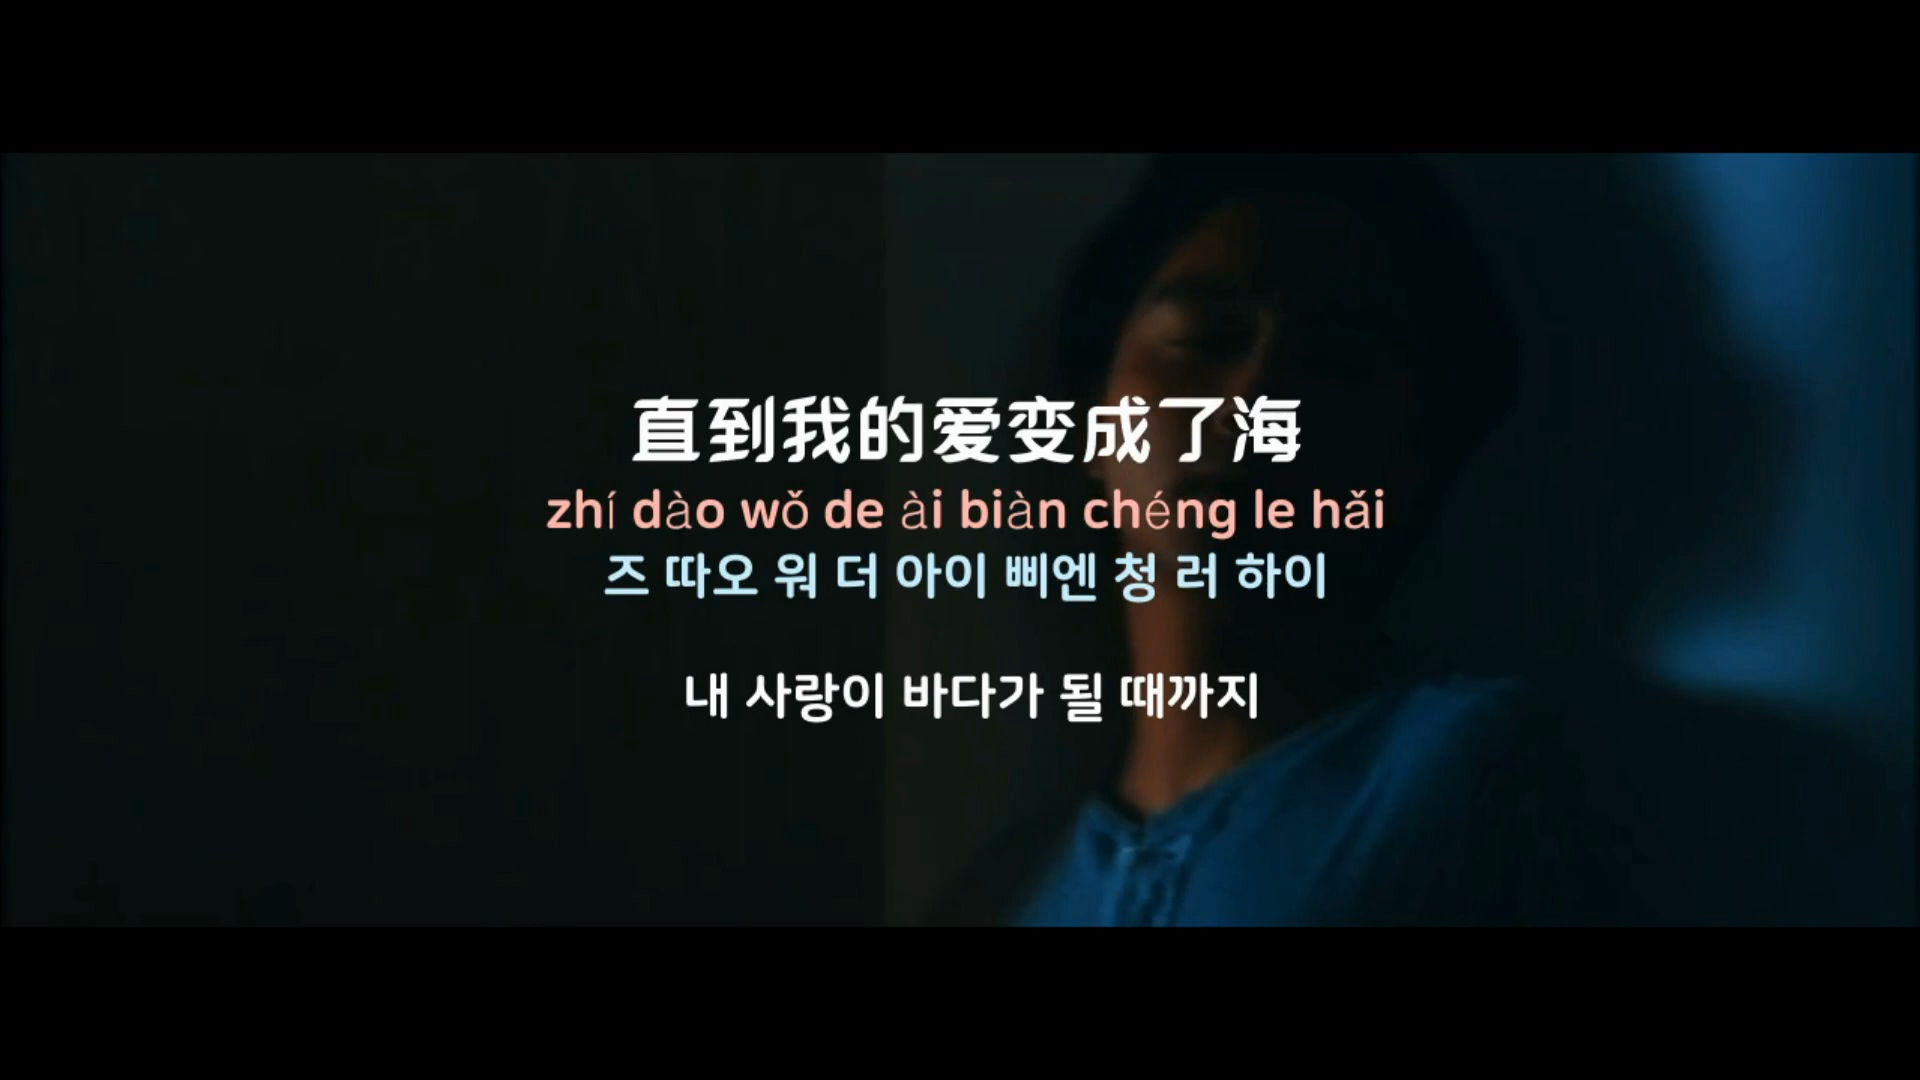 直到我的爱变成了海
zhí dào wǒ de ài biàn chéng le hǎi
즈 따오 워 더 아이 삐엔 청 러 하이
내 사랑이 바다가 될 때까지